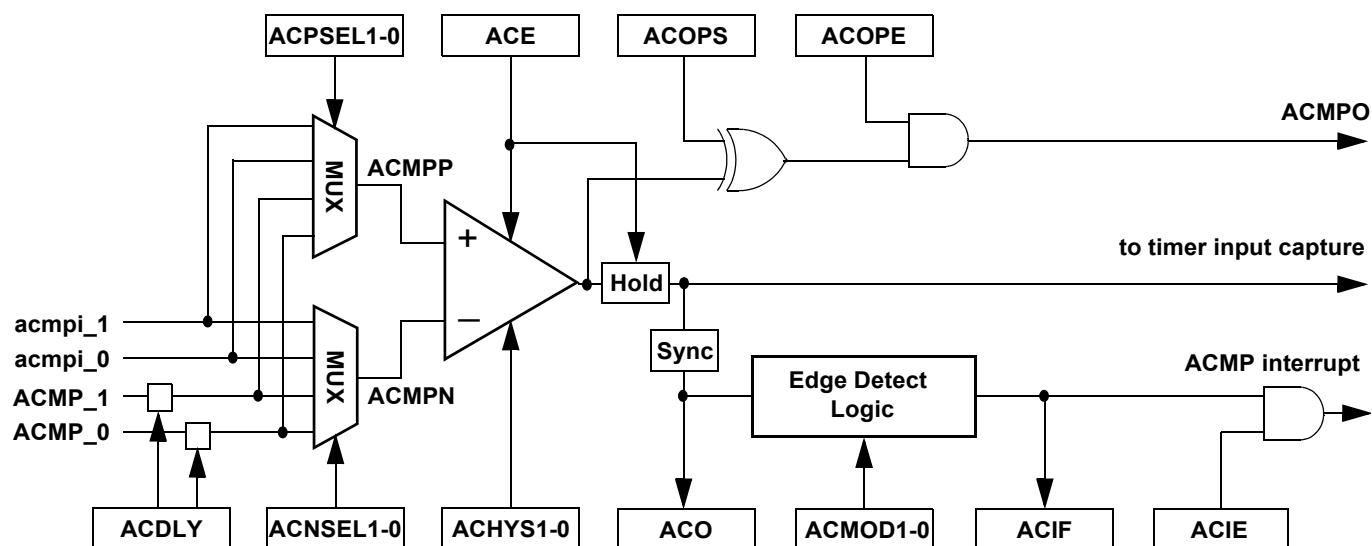 ACPSEL1-0
ACE
ACOPS
ACOPE
ACMPO
MUX
ACMPP
+
to timer input capture
Hold
acmpi_1
acmpi_0
ACMP_1
ACMP_0
MUX
ACMPN
–
Sync
Edge Detect
Logic
ACMP interrupt
ACDLY
ACNSEL1-0
ACHYS1-0
ACO
ACMOD1-0
ACIF
ACIE